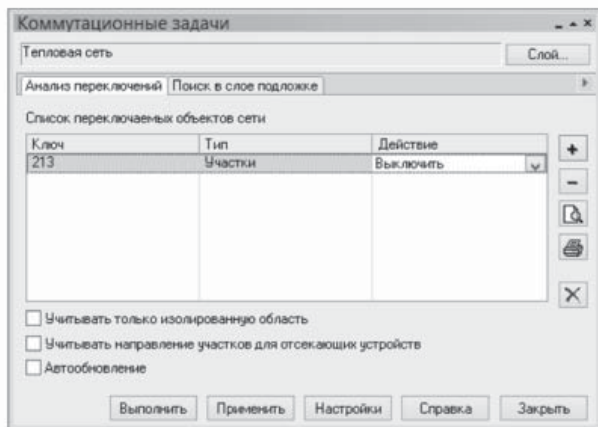 Коммутационные задачи
Тепловая сеть
Слой...
Анализ переключений Поиск в слое подложке
Список переключаемых объектов сети
Ключ Тип Действие
213 Участки Выключить
Учитывать только изолированную область
Учитывать направление участков для отсекающих устройств
Автообновление
Выполнить Применить Настройки Справка Закрыть